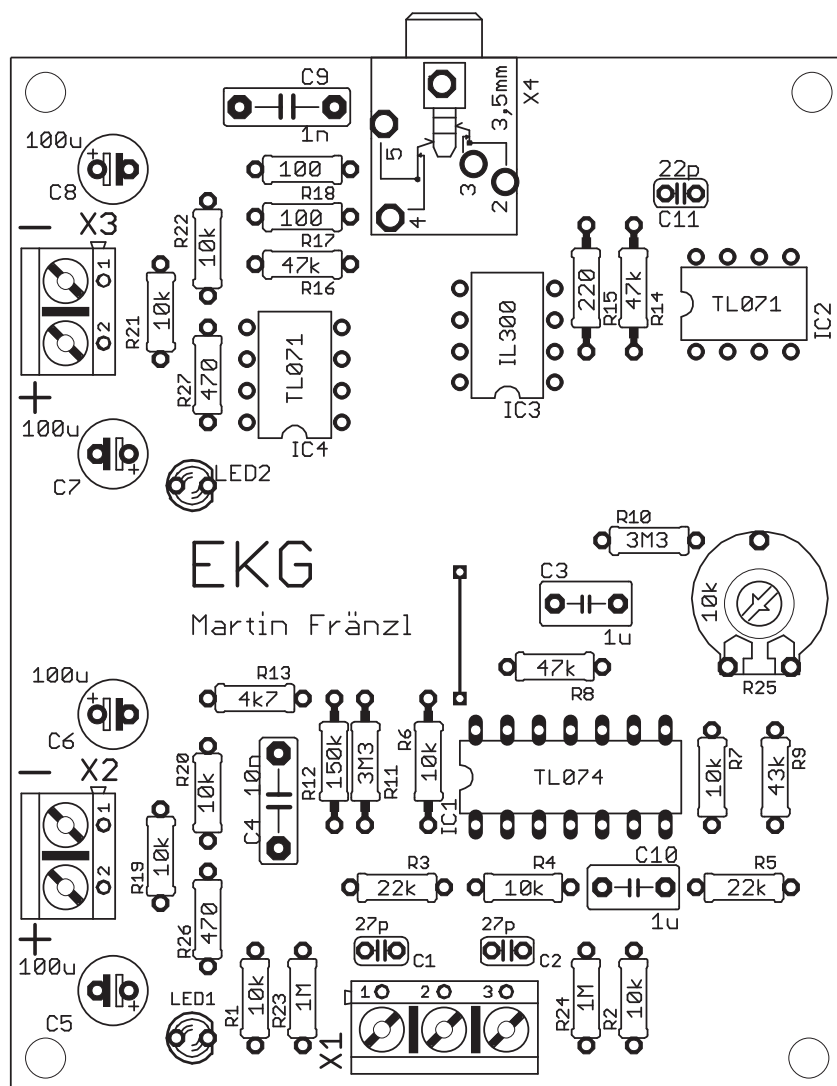 C9
1n
X4
3,5mm
5
4
3
2
100u
C8
100
R18
100
R17
47k
R16
R22
10k
22p
C11
X3
1
2
R21
10k
R27
470
TL071
IC4
IL300
IC3
220
R15
47k
R14
TL071
IC2
100u
C7
LED2
R10
3M3
EKG
Martin Fränzl
C3
1u
10k
R25
100u
C6
R13
4k7
47k
R8
X2
1
2
R20
10k
10n
C4
R12
150k
3M3
R11
R6
10k
IC1
TL074
10k
R7
43k
R9
R19
10k
R26
470
R3
22k
R4
10k
C10
1u
R5
22k
100u
C5
27p
C1
27p
C2
LED1
R1
10k
R23
1M
1 2 3
X1
R24
1M
R2
10k